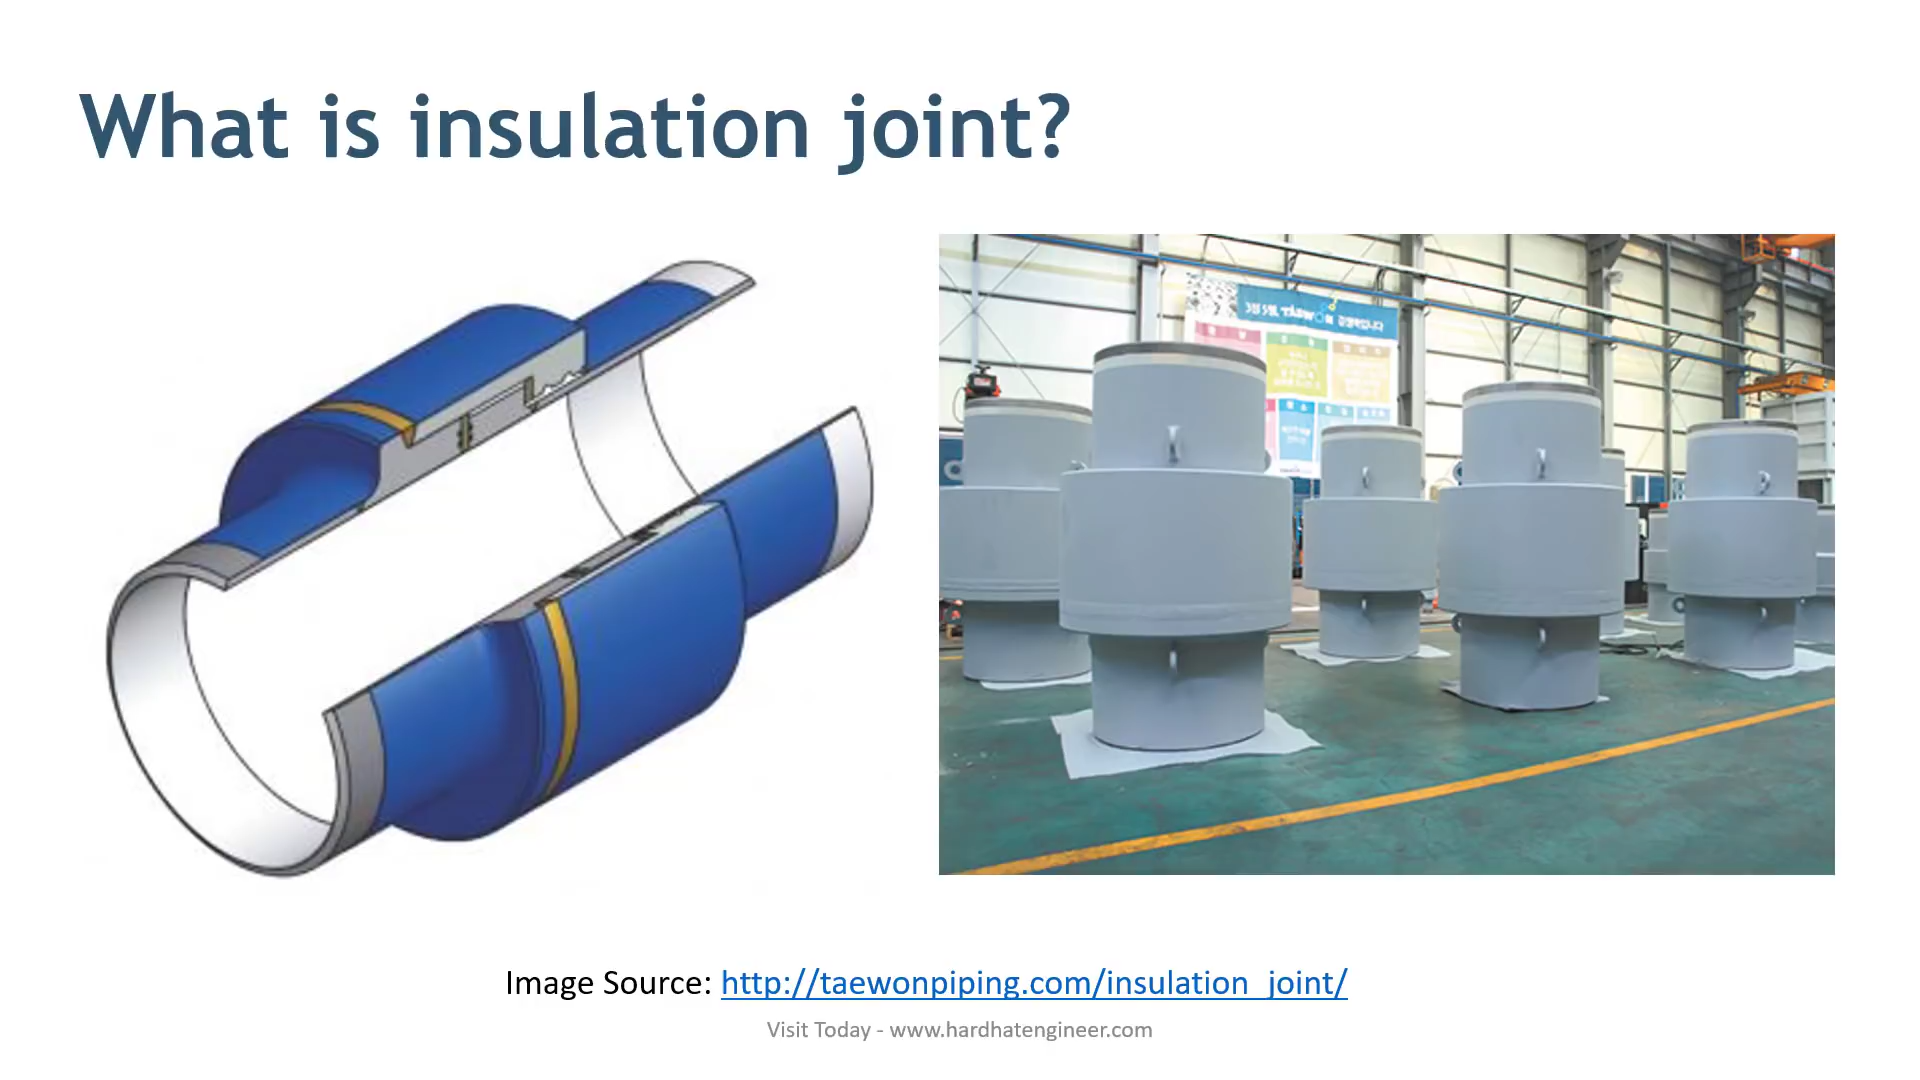 What is insulation joint?
Image Source: http://taewonpiping.com/insulation_joint/
Visit Today - www.hardhatengineer.com